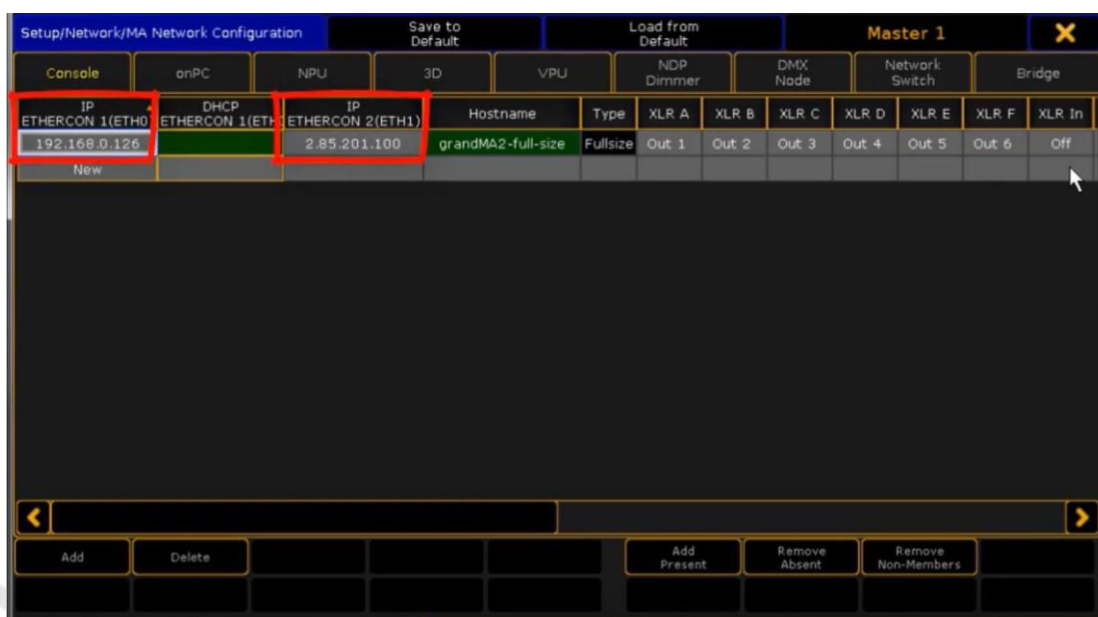 Setup/Network/MA Network Configuration
Save to
Default
Load from
Default
Master 1
Console
onPC
NPU
3D
VPU
NDP
Dimmer
DMX
Node
Network
Switch
Bridge
IP
ETHERCON 1(ETH0)
DHCP
ETHERCON 1(ETH
IP
ETHERCON 2(ETH1)
Hostname
Type
XLR A
XLR B
XLR C
XLR D
XLR E
XLR F
XLR In
192.168.0.126
2.85.201.100
grandMA2-full-size
Fullsize
Out 1
Out 2
Out 3
Out 4
Out 5
Out 6
Off
New
Add
Delete
Add
Present
Remove
Absent
Remove
Non-Members